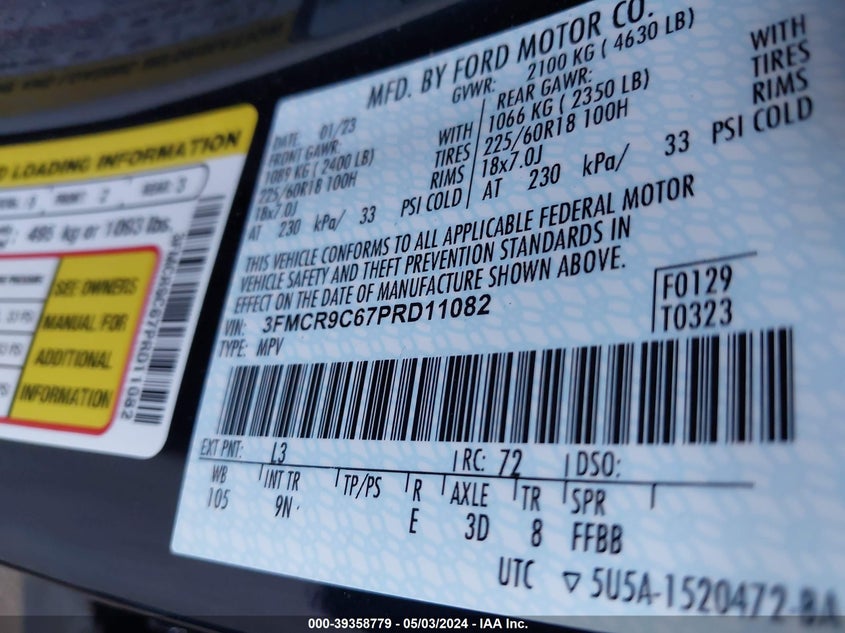 D LOADING INFORMATION
495 kg or 1093 lbs.
SEE OWNERS
MANUAL FOR
ADDITIONAL
INFORMATION
3FMCR9C67PRD11082
MFD. BY FORD MOTOR CO.
DATE: 01/23 GVWR: 2100 KG ( 4630 LB)
FRONT GAWR: REAR GAWR:
1089 KG ( 2400 LB) WITH 1066 KG ( 2350 LB) WITH
225/60R18 100H TIRES 225/60R18 100H TIRES
18x7.0J RIMS 18x7.0J RIMS
AT 230 kPa/ 33 PSI COLD AT 230 kPa/ 33 PSI COLD
THIS VEHICLE CONFORMS TO ALL APPLICABLE FEDERAL MOTOR
VEHICLE SAFETY AND THEFT PREVENTION STANDARDS IN
EFFECT ON THE DATE OF MANUFACTURE SHOWN ABOVE.
VIN: 3FMCR9C67PRD11082 F0129
TYPE: MPV T0323
EXT PNT: L3 RC: 72 DSO:
WB INT TR TP/PS R AXLE TR SPR
105 9N E 3D 8 FFBB
UTC 5U5A-1520472-BA
000-39358779 — 05/03/2024 — IAA Inc.